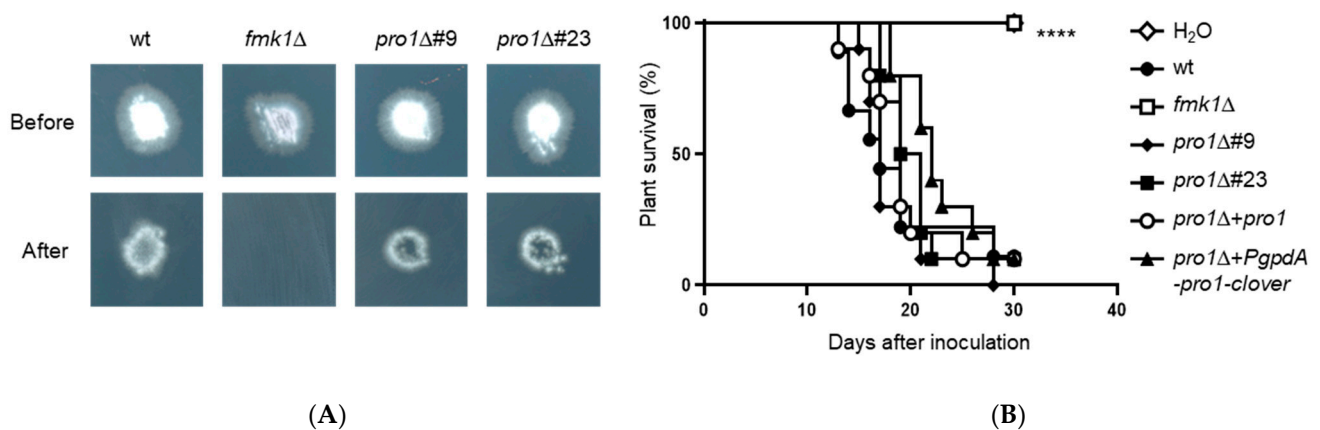 wt fmk1Δ pro1Δ#9 pro1Δ#23
Before
After
(A)
B
100
50
0
0 10 20 30 40
Plant survival (%)
Days after inoculation
****
H₂O
wt
fmk1Δ
pro1Δ#9
pro1Δ#23
pro1Δ+pro1
pro1Δ+PgpdA
-pro1-clover
(B)
A